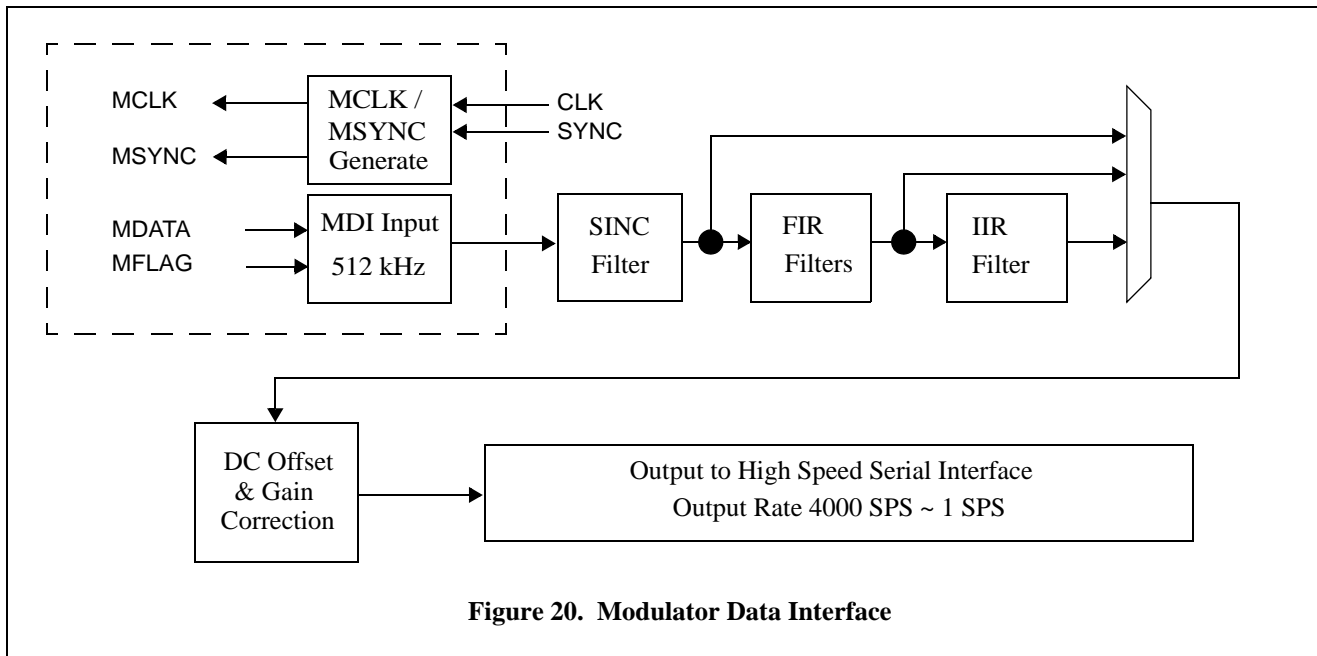 MCLK
MSYNC
MCLK /
MSYNC
Generate
CLK
SYNC
MDATA
MFLAG
MDI Input
512 kHz
SINC
Filter
FIR
Filters
IIR
Filter
DC Offset
& Gain
Correction
Output to High Speed Serial Interface
Output Rate 4000 SPS ~ 1 SPS
Figure 20. Modulator Data Interface